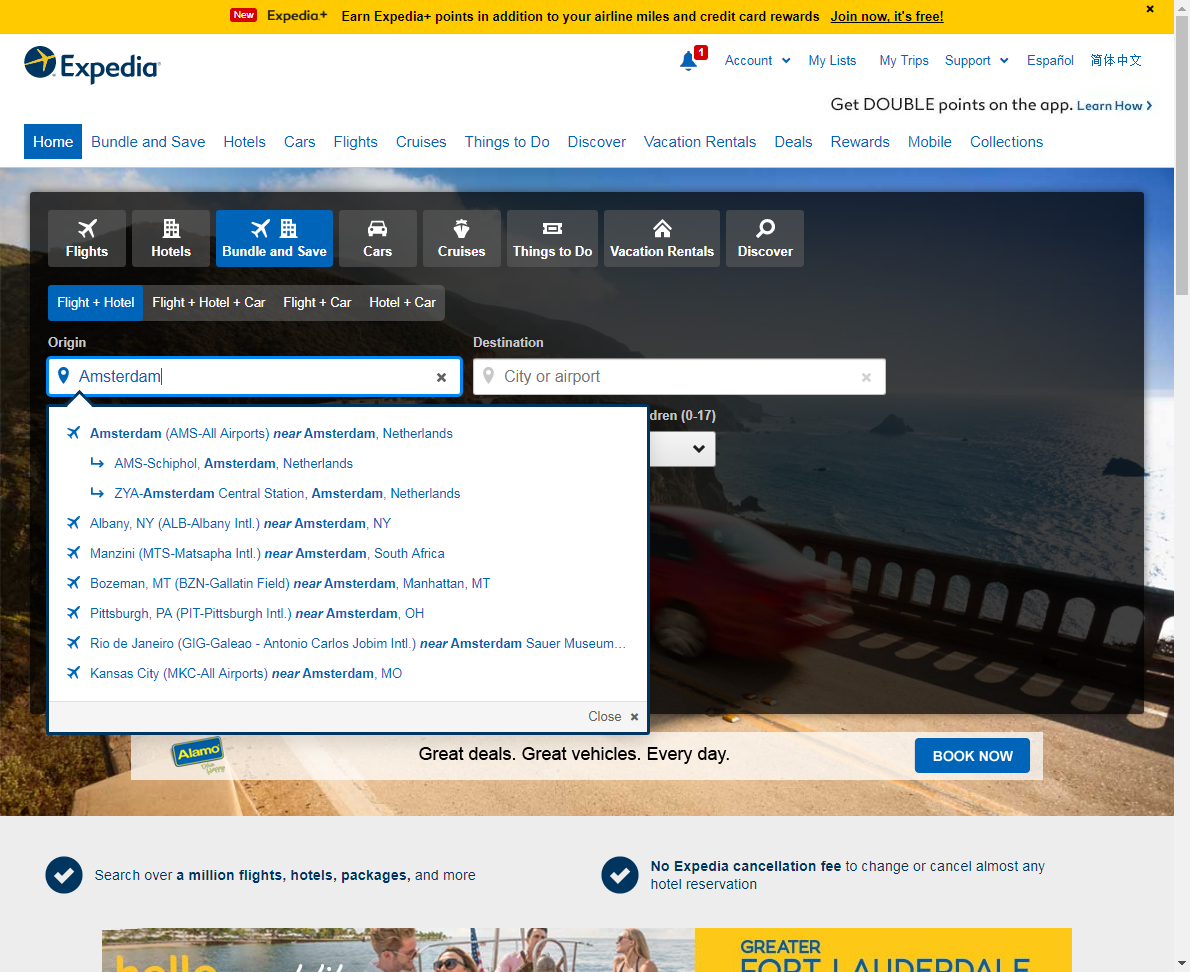 New Expedia+ Earn Expedia+ points in addition to your airline miles and credit card rewards Join now, it's free!
Expedia
1 Account My Lists My Trips Support Español 简体中文
Get DOUBLE points on the app. Learn How
Home Bundle and Save Hotels Cars Flights Cruises Things to Do Discover Vacation Rentals Deals Rewards Mobile Collections
Flights Hotels Bundle and Save Cars Cruises Things to Do Vacation Rentals Discover
Flight + Hotel Flight + Hotel + Car Flight + Car Hotel + Car
Origin Destination
Amsterdam City or airport
dren (0-17)
Amsterdam (AMS-All Airports) near Amsterdam, Netherlands
AMS-Schiphol, Amsterdam, Netherlands
ZYA-Amsterdam Central Station, Amsterdam, Netherlands
Albany, NY (ALB-Albany Intl.) near Amsterdam, NY
Manzini (MTS-Matsapha Intl.) near Amsterdam, South Africa
Bozeman, MT (BZN-Gallatin Field) near Amsterdam, Manhattan, MT
Pittsburgh, PA (PIT-Pittsburgh Intl.) near Amsterdam, OH
Rio de Janeiro (GIG-Galeao - Antonio Carlos Jobim Intl.) near Amsterdam Sauer Museum…
Kansas City (MKC-All Airports) near Amsterdam, MO
Close
Alamo Great deals. Great vehicles. Every day. BOOK NOW
Search over a million flights, hotels, packages, and more
No Expedia cancellation fee to change or cancel almost any
hotel reservation
hello
GREATER
FORT LAUDERDALE